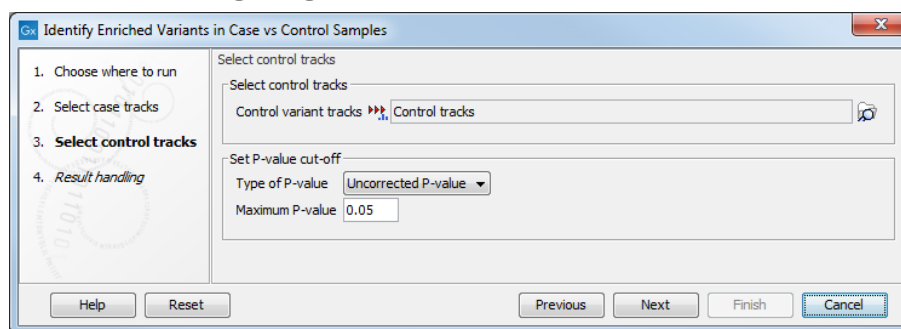 Gx Identify Enriched Variants in Case vs Control Samples
1. Choose where to run
2. Select case tracks
3. Select control tracks
4. Result handling
Select control tracks
Select control tracks
Control variant tracks Control tracks
Set P-value cut-off
Type of P-value Uncorrected P-value
Maximum P-value 0.05
Help Reset Previous Next Finish Cancel